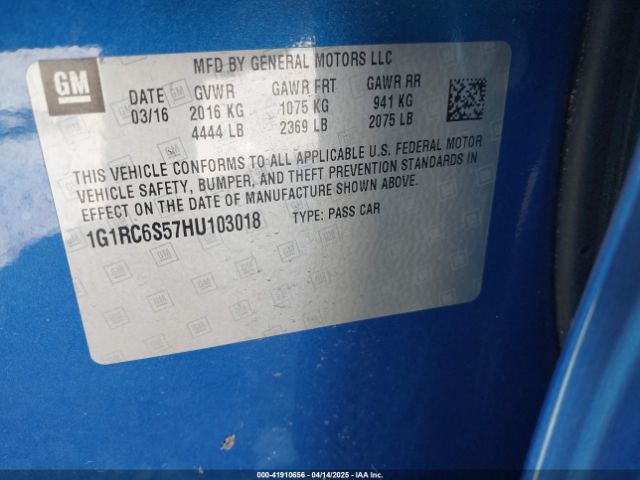 GM
MFD BY GENERAL MOTORS LLC
DATE GVWR GAWR FRT GAWR RR
03/16 2016 KG 1075 KG 941 KG
4444 LB 2369 LB 2075 LB
THIS VEHICLE CONFORMS TO ALL APPLICABLE U.S. FEDERAL MOTOR
VEHICLE SAFETY, BUMPER, AND THEFT PREVENTION STANDARDS IN
EFFECT ON THE DATE OF MANUFACTURE SHOWN ABOVE.
1G1RC6S57HU103018 TYPE: PASS CAR
000-41910656 - 04/14/2025 - IAA Inc.